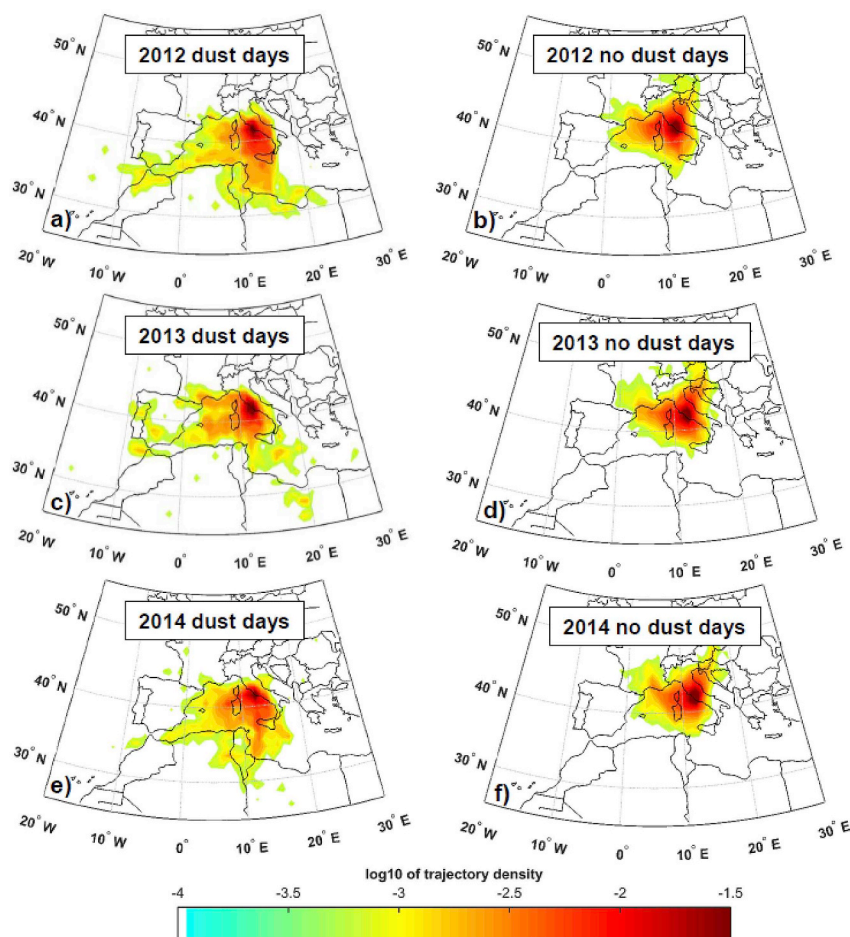 2012 dust days
50° N
40° N
30° N
a)
20° W
10° W
0°
10° E
20° E
30° E
2012 no dust days
50° N
40° N
30° N
b)
20° W
10° W
0°
10° E
20° E
30° E
2013 dust days
50° N
40° N
30° N
c)
20° W
10° W
0°
10° E
20° E
30° E
2013 no dust days
50° N
40° N
30° N
d)
20° W
10° W
0°
10° E
20° E
30° E
2014 dust days
50° N
40° N
30° N
e)
20° W
10° W
0°
10° E
20° E
30° E
2014 no dust days
50° N
40° N
30° N
f)
20° W
10° W
0°
10° E
20° E
30° E
log10 of trajectory density
-4 -3.5 -3 -2.5 -2 -1.5